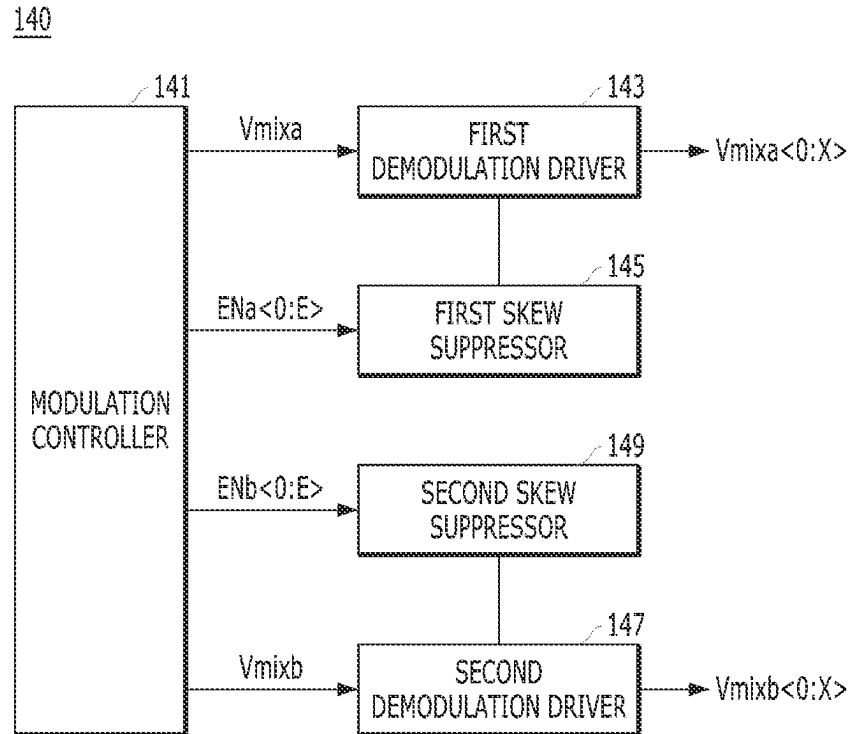 140
141
143
Vmixa
FIRST
DEMODULATION DRIVER
Vmixa<0:X>
145
ENa<0:E>
FIRST SKEW
SUPPRESSOR
MODULATION
CONTROLLER
149
ENb<0:E>
SECOND SKEW
SUPPRESSOR
147
Vmixb
SECOND
DEMODULATION DRIVER
Vmixb<0:X>